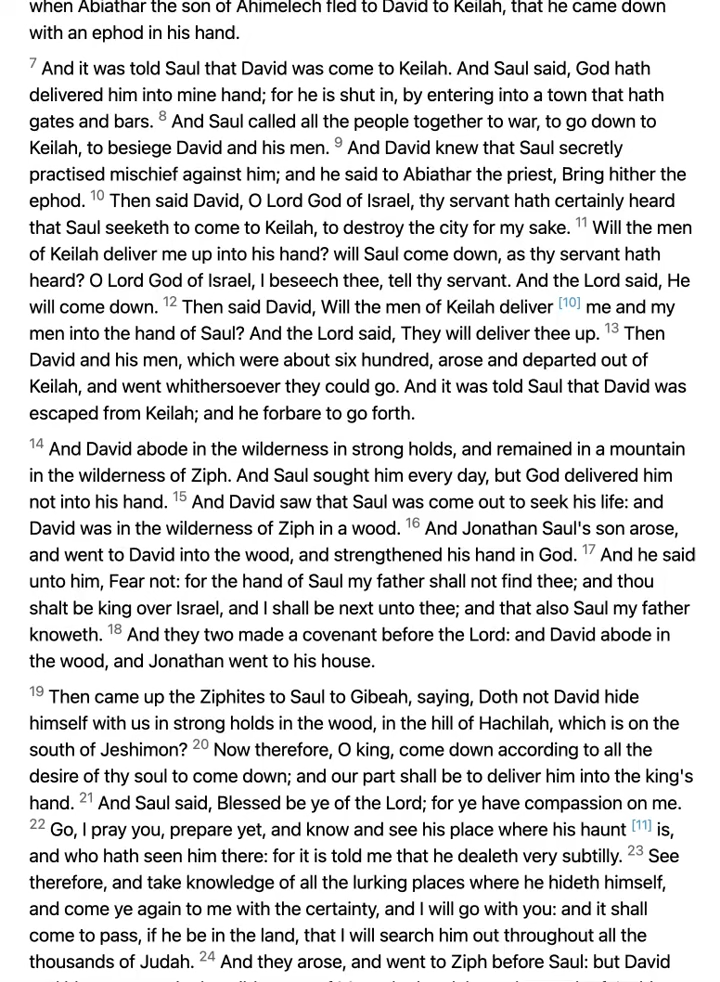 when Abiathar the son of Ahimelech fled to David to Keilah, that he came down
with an ephod in his hand.
7 And it was told Saul that David was come to Keilah. And Saul said, God hath
delivered him into mine hand; for he is shut in, by entering into a town that hath
gates and bars. 8 And Saul called all the people together to war, to go down to
Keilah, to besiege David and his men. 9 And David knew that Saul secretly
practised mischief against him; and he said to Abiathar the priest, Bring hither the
ephod. 10 Then said David, O Lord God of Israel, thy servant hath certainly heard
that Saul seeketh to come to Keilah, to destroy the city for my sake. 11 Will the men
of Keilah deliver me up into his hand? will Saul come down, as thy servant hath
heard? O Lord God of Israel, I beseech thee, tell thy servant. And the Lord said, He
will come down. 12 Then said David, Will the men of Keilah deliver [10] me and my
men into the hand of Saul? And the Lord said, They will deliver thee up. 13 Then
David and his men, which were about six hundred, arose and departed out of
Keilah, and went whithersoever they could go. And it was told Saul that David was
escaped from Keilah; and he forbare to go forth.
14 And David abode in the wilderness in strong holds, and remained in a mountain
in the wilderness of Ziph. And Saul sought him every day, but God delivered him
not into his hand. 15 And David saw that Saul was come out to seek his life: and
David was in the wilderness of Ziph in a wood. 16 And Jonathan Saul's son arose,
and went to David into the wood, and strengthened his hand in God. 17 And he said
unto him, Fear not: for the hand of Saul my father shall not find thee; and thou
shalt be king over Israel, and I shall be next unto thee; and that also Saul my father
knoweth. 18 And they two made a covenant before the Lord: and David abode in
the wood, and Jonathan went to his house.
19 Then came up the Ziphites to Saul to Gibeah, saying, Doth not David hide
himself with us in strong holds in the wood, in the hill of Hachilah, which is on the
south of Jeshimon? 20 Now therefore, O king, come down according to all the
desire of thy soul to come down; and our part shall be to deliver him into the king's
hand. 21 And Saul said, Blessed be ye of the Lord; for ye have compassion on me.
22 Go, I pray you, prepare yet, and know and see his place where his haunt [11] is,
and who hath seen him there: for it is told me that he dealeth very subtilly. 23 See
therefore, and take knowledge of all the lurking places where he hideth himself,
and come ye again to me with the certainty, and I will go with you: and it shall
come to pass, if he be in the land, that I will search him out throughout all the
thousands of Judah. 24 And they arose, and went to Ziph before Saul: but David